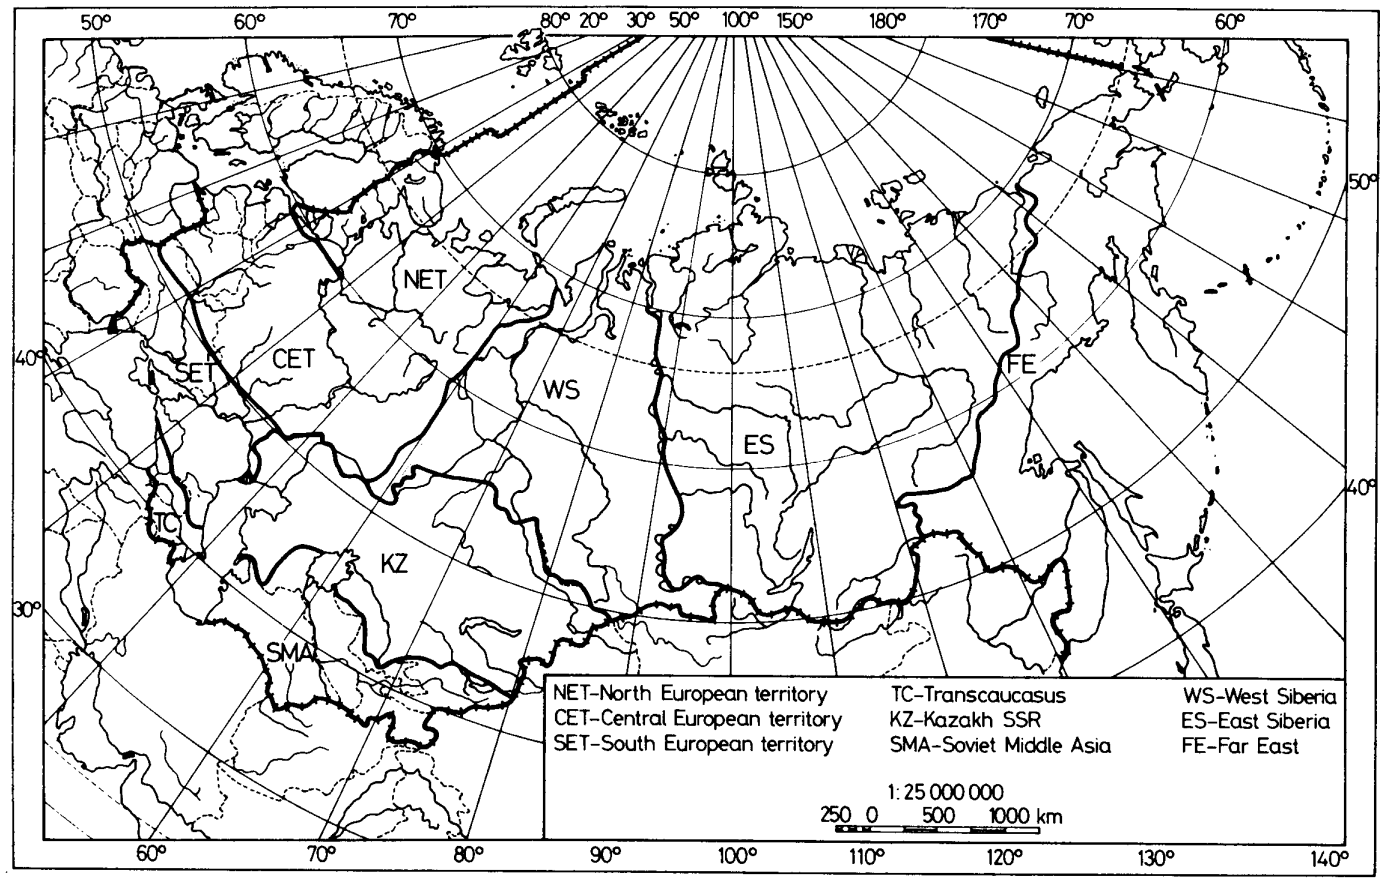 50° 60° 70° 80° 20° 30° 50° 100° 150° 180° 170° 70° 60°
50°
NET
40° SET CET WS FE
ES
40°
TC
KZ
30°
SMA
NET–North European territory TC–Transcaucasus WS–West Siberia
CET–Central European territory KZ–Kazakh SSR ES–East Siberia
SET–South European territory SMA–Soviet Middle Asia FE–Far East
1:25 000 000
250 0 500 1000 km
60° 70° 80° 90° 100° 110° 120° 130° 140°